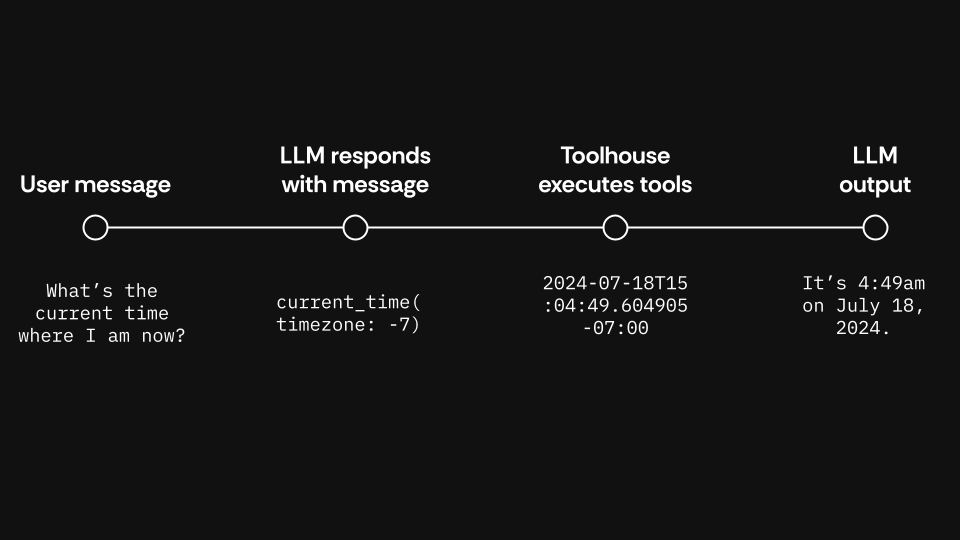 User message
What’s the
current time
where I am now?
LLM responds
with message
current_time(
timezone: -7)
Toolhouse
executes tools
2024-07-18T15
:04:49.604905
-07:00
LLM
output
It’s 4:49am
on July 18,
2024.